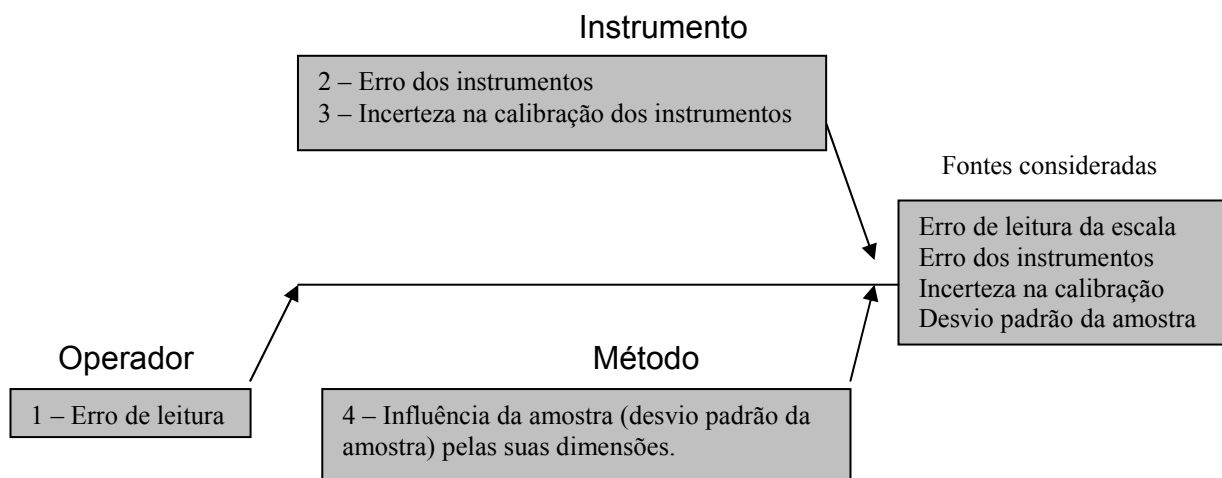 Instrumento
2 – Erro dos instrumentos
3 – Incerteza na calibração dos instrumentos
Fontes consideradas
Erro de leitura da escala
Erro dos instrumentos
Incerteza na calibração
Desvio padrão da amostra
Operador
1 – Erro de leitura
Método
4 – Influência da amostra (desvio padrão da
amostra) pelas suas dimensões.